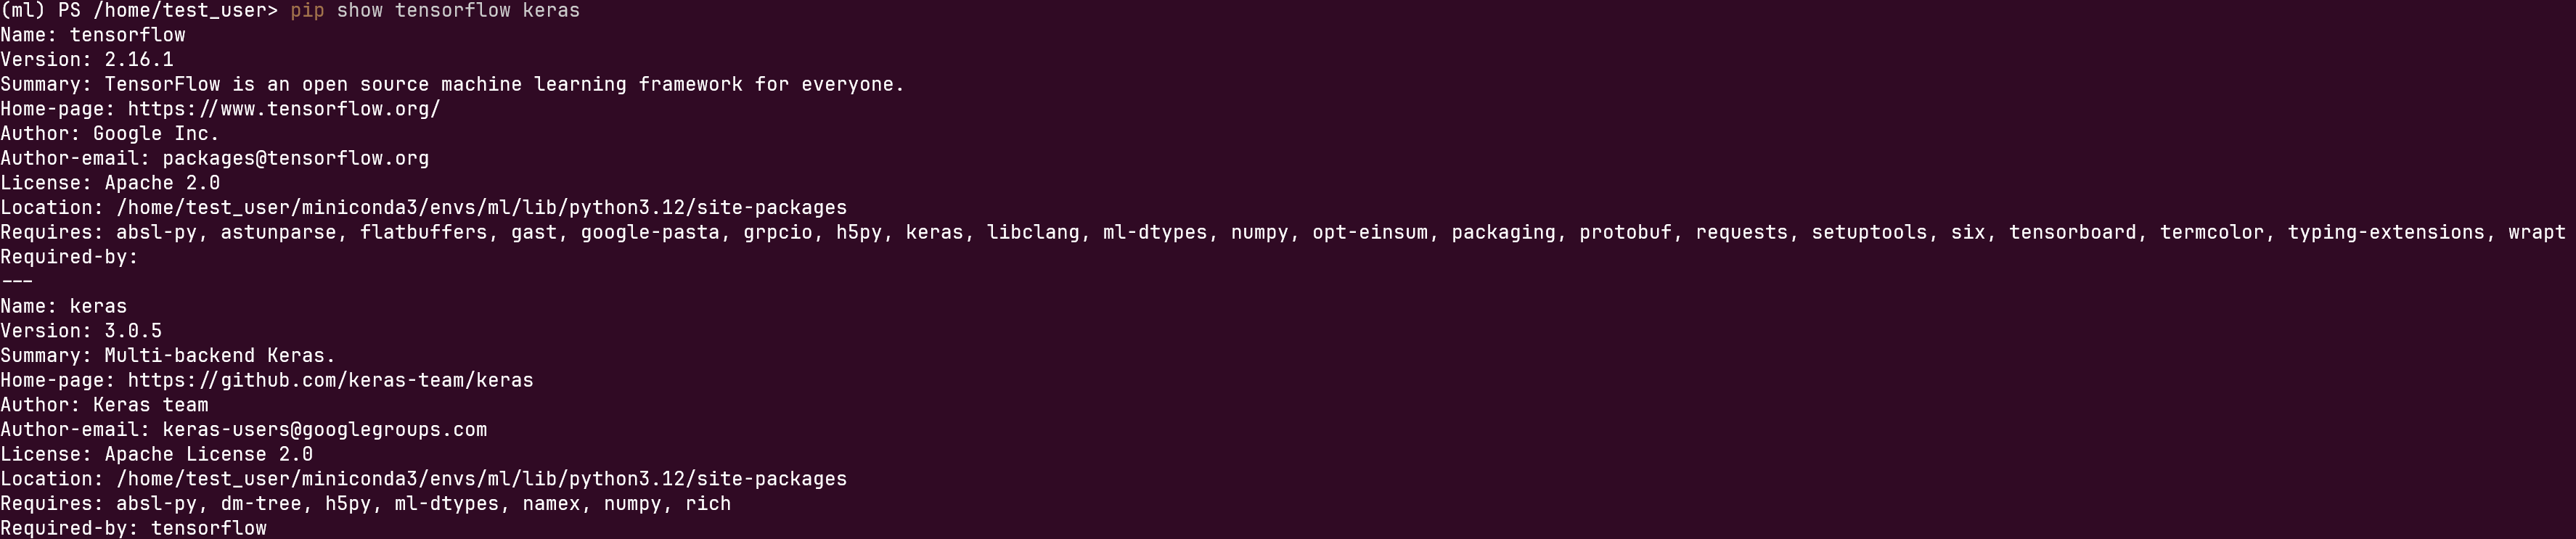 (ml) PS /home/test_user> pip show tensorflow keras
Name: tensorflow
Version: 2.16.1
Summary: TensorFlow is an open source machine learning framework for everyone.
Home-page: https://www.tensorflow.org/
Author: Google Inc.
Author-email: packages@tensorflow.org
License: Apache 2.0
Location: /home/test_user/miniconda3/envs/ml/lib/python3.12/site-packages
Requires: absl-py, astunparse, flatbuffers, gast, google-pasta, grpcio, h5py, keras, libclang, ml-dtypes, numpy, opt-einsum, packaging, protobuf, requests, setuptools, six, tensorboard, termcolor, typing-extensions, wrapt
Required-by:
---
Name: keras
Version: 3.0.5
Summary: Multi-backend Keras.
Home-page: https://github.com/keras-team/keras
Author: Keras team
Author-email: keras-users@googlegroups.com
License: Apache License 2.0
Location: /home/test_user/miniconda3/envs/ml/lib/python3.12/site-packages
Requires: absl-py, dm-tree, h5py, ml-dtypes, namex, numpy, rich
Required-by: tensorflow